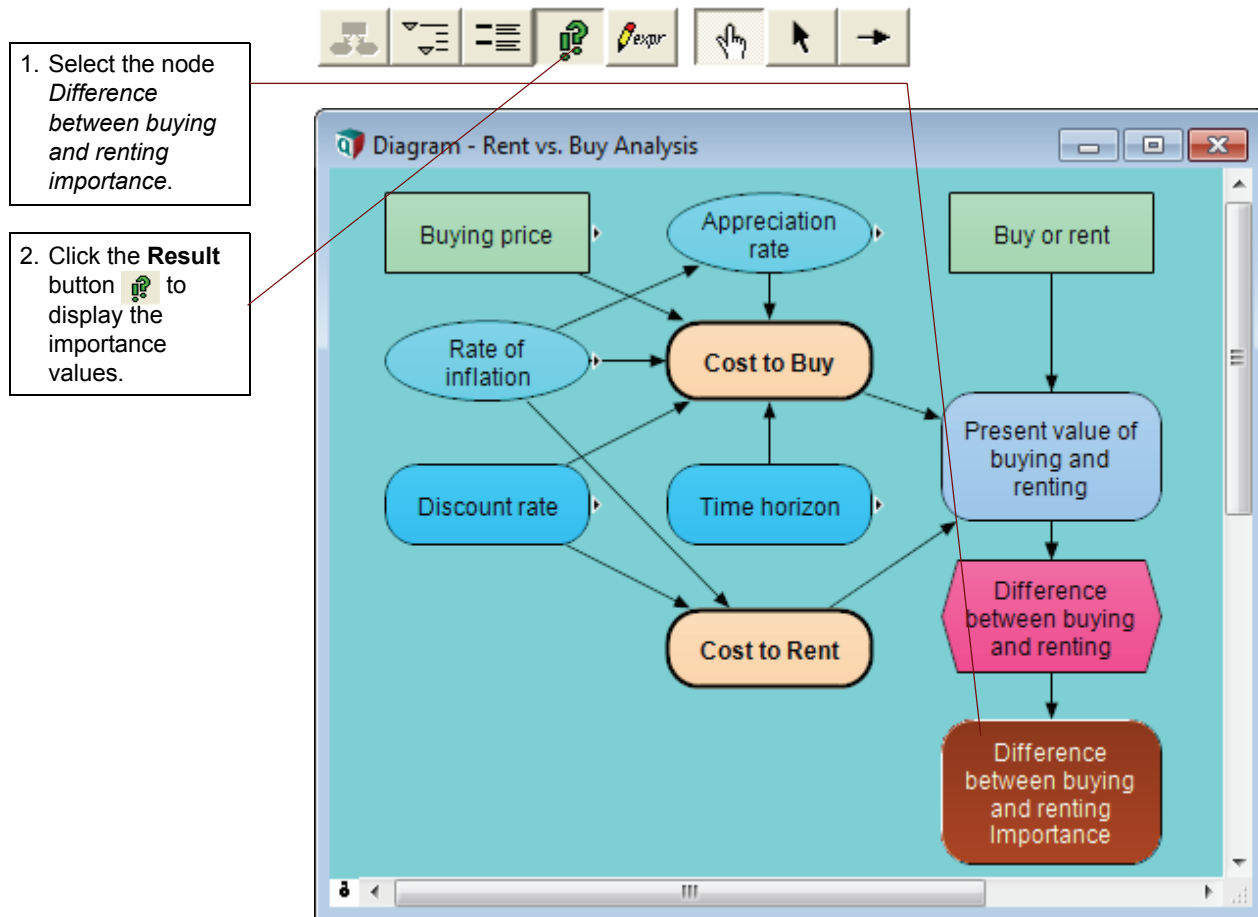 expr
1. Select the node
Difference
between buying
and renting
importance.
2. Click the Result
button to
display the
importance
values.
Diagram - Rent vs. Buy Analysis
Buying price
Appreciation
rate
Buy or rent
Rate of
inflation
Cost to Buy
Present value of
buying and
renting
Discount rate
Time horizon
Difference
between buying
and renting
Cost to Rent
Difference
between buying
and renting
Importance